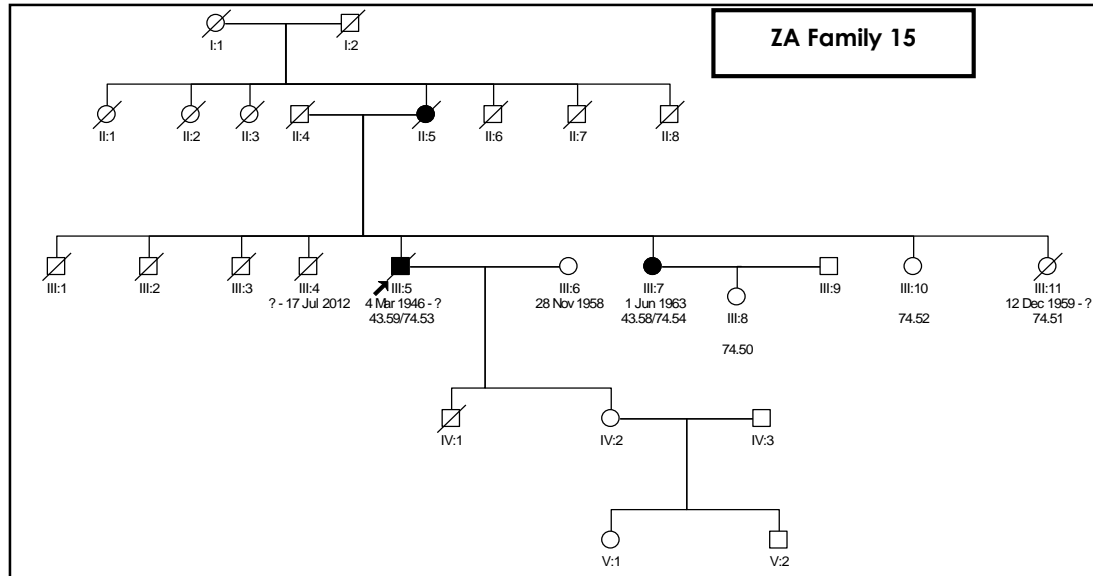 ZA Family 15
I:1 I:2
II:1 II:2 II:3 II:4 II:5 II:6 II:7 II:8
III:1 III:2 III:3 III:4 III:5 III:6 III:7 III:8 III:9 III:10 III:11
? - 17 Jul 2012 4 Mar 1946 - ? 28 Nov 1958 1 Jun 1963 12 Dec 1959 - ?
43.59/74.53 43.58/74.54 74.52 74.51
74.50
IV:1 IV:2 IV:3
V:1 V:2